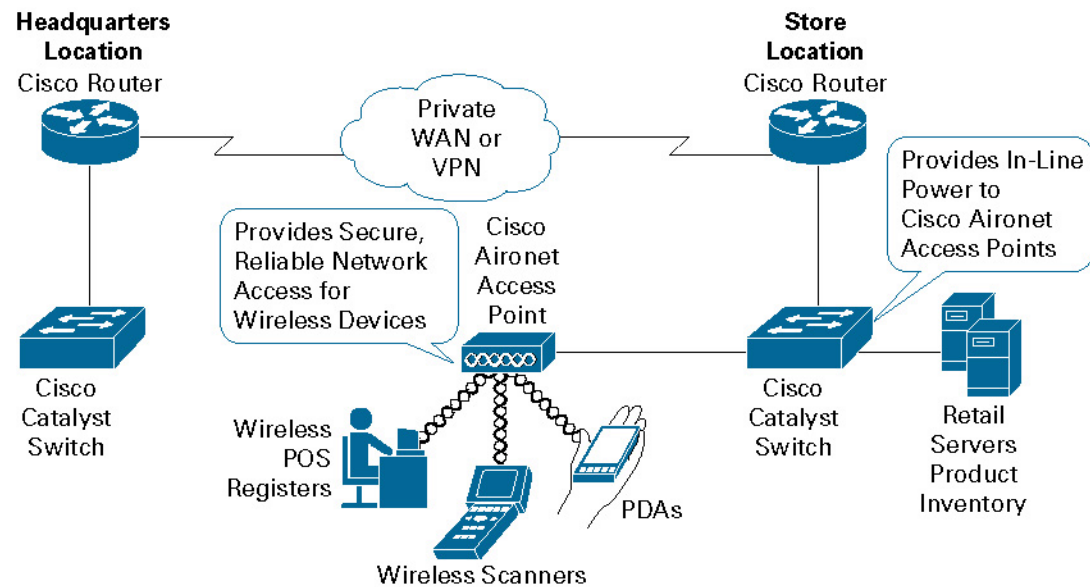 Headquarters
Location
Cisco Router
Store
Location
Cisco Router
Private
WAN or
VPN
Provides In-Line
Power to
Cisco Aironet
Access Points
Provides Secure,
Reliable Network
Access for
Wireless Devices
Cisco
Aironet
Access
Point
Cisco
Catalyst
Switch
Cisco
Catalyst
Switch
Retail
Servers
Product
Inventory
Wireless
POS
Registers
PDAs
Wireless Scanners